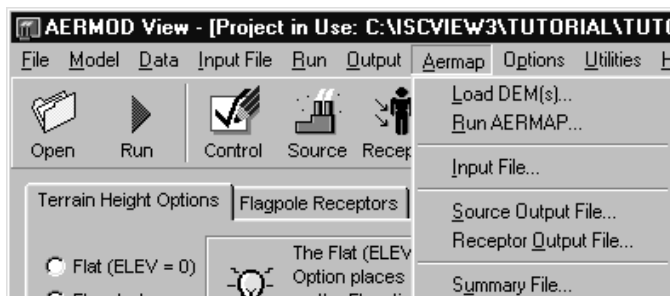 AERMOD View - [Project in Use: C:\ISCVIEW3\TUTORIAL\TUTO
File Model Data Input File Run Output Aermap Options Utilities H
Load DEM(s)...
Run AERMAP...
Open Run Control Source Recep
Input File...
Terrain Height Options Flagpole Receptors
Source Output File...
Receptor Output File...
The Flat (ELEV
Flat (ELEV = 0)
Option places
Summary File...